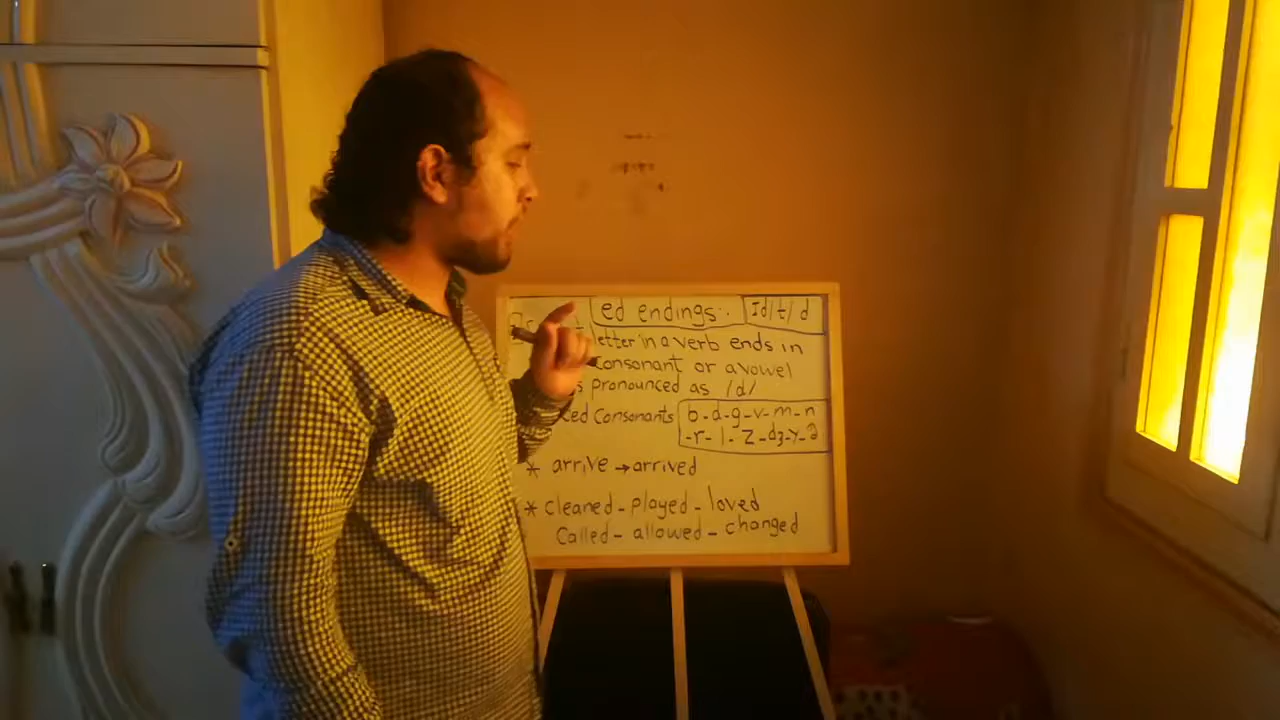 ed endings:. Id/t/d
letter in a verb ends in
consonant or a vowel
pronounced as /d/
Consonants b-d-g-v-m-n
-r-l-z-dʒ-y-ð
* arrive → arrived
* cleaned - played - loved
Called - allowed - changed